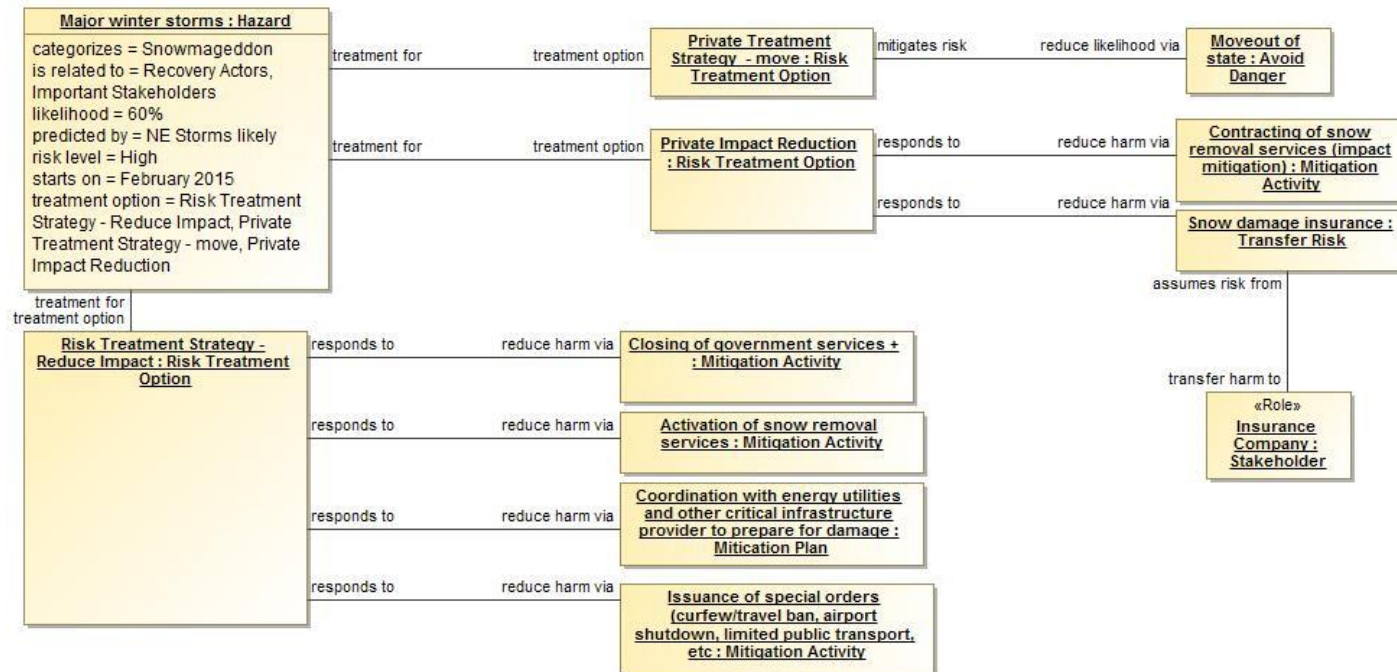 Major winter storms : Hazard
categorizes = Snowmageddon
is related to = Recovery Actors,
Important Stakeholders
likelihood = 60%
predicted by = NE Storms likely
risk level = High
starts on = February 2015
treatment option = Risk Treatment
Strategy - Reduce Impact, Private
Treatment Strategy - move, Private
Impact Reduction
treatment for
treatment option
Private Treatment
Strategy - move : Risk
Treatment Option
mitigates risk
reduce likelihood via
Moveout of
state : Avoid
Danger
treatment for
treatment option
Private Impact Reduction
: Risk Treatment Option
responds to
reduce harm via
Contracting of snow
removal services (impact
mitigation) : Mitigation
Activity
responds to
reduce harm via
Snow damage insurance :
Transfer Risk
assumes risk from
transfer harm to
«Role»
Insurance
Company :
Stakeholder
treatment for
treatment option
Risk Treatment Strategy -
Reduce Impact : Risk Treatment
Option
responds to
reduce harm via
Closing of government services +
: Mitigation Activity
responds to
reduce harm via
Activation of snow removal
services : Mitigation Activity
responds to
reduce harm via
Coordination with energy utilities
and other critical infrastructure
provider to prepare for damage :
Mitication Plan
responds to
reduce harm via
Issuance of special orders
(curfew/travel ban, airport
shutdown, limited public transport,
etc : Mitigation Activity